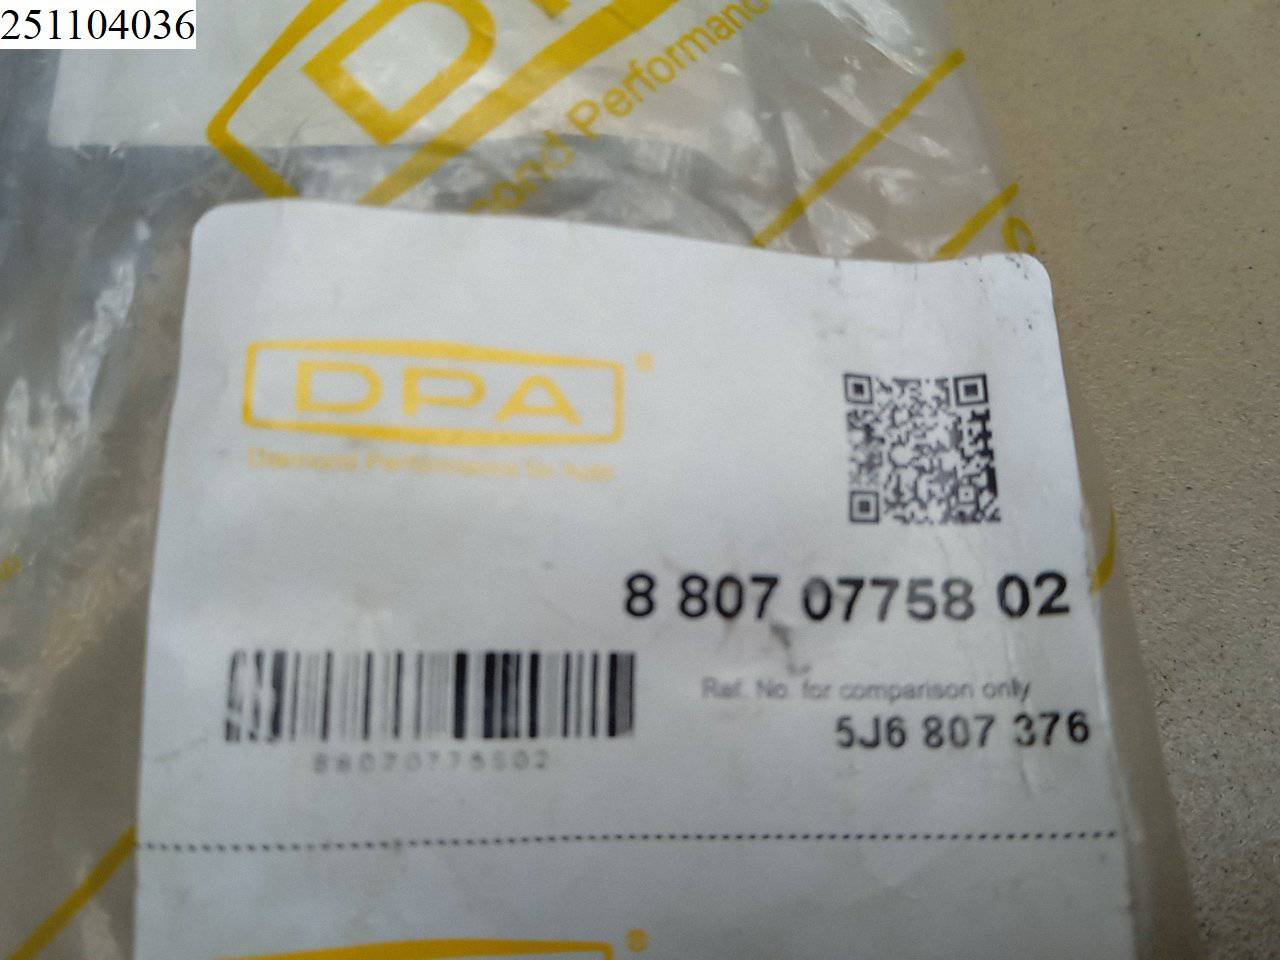 251104036
Performanc
DPA®
Diamond Performance for Auto
8 807 07758 02
Ref. No. for comparison only
5J6 807 376
88070775802